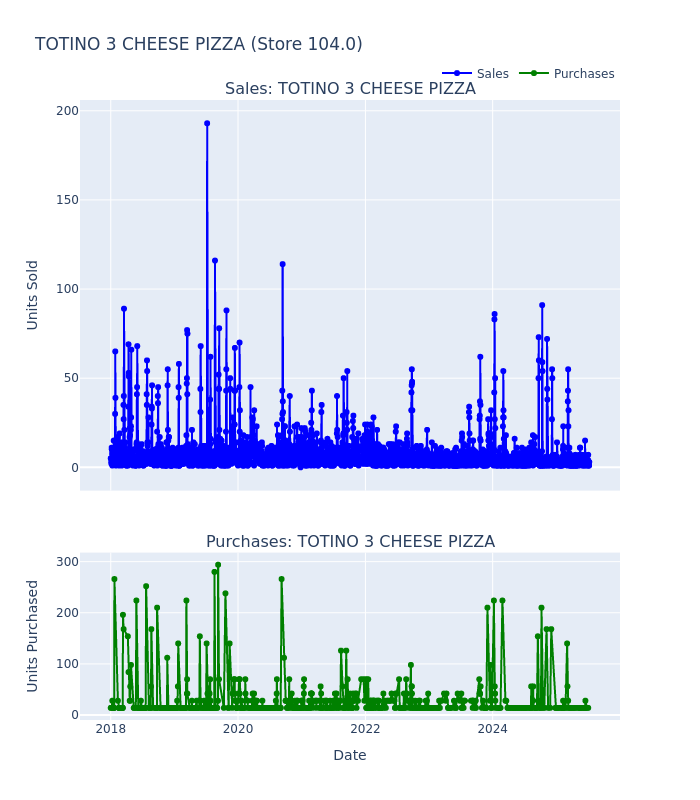 TOTINO 3 CHEESE PIZZA (Store 104.0)
Sales
Purchases
Sales: TOTINO 3 CHEESE PIZZA
200
150
100
50
0
Units Sold
Purchases: TOTINO 3 CHEESE PIZZA
300
200
100
0
Units Purchased
2018
2020
2022
2024
Date